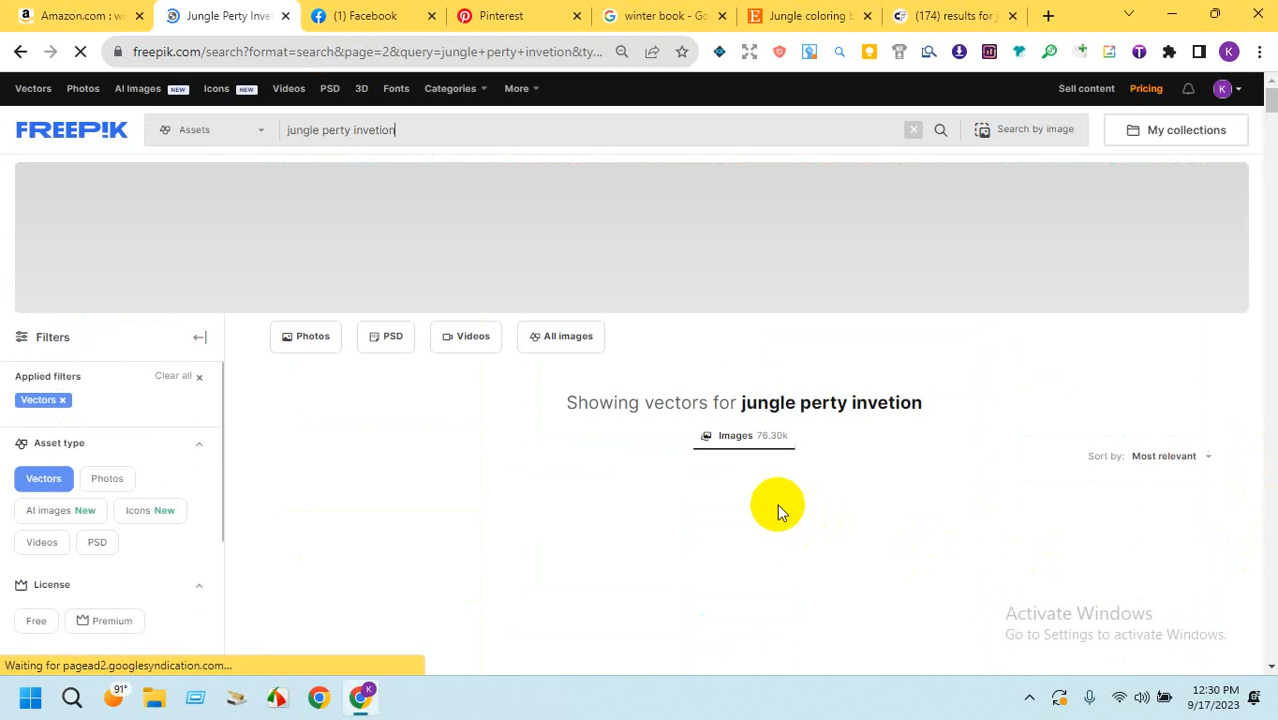 Amazon.com : wi
Jungle Perty Inve
(1) Facebook
Pinterest
winter book - Go
Jungle coloring b
(174) results for j
freepik.com/search?format=search&page=2&query=jungle+perty+invetion&ty...
Vectors Photos AI Images NEW Icons NEW Videos PSD 3D Fonts Categories More Sell content Pricing K
FREEPIK Assets jungle perty invetion Search by image My collections
Filters
Photos PSD Videos All images
Applied filters Clear all
Vectors
Showing vectors for jungle perty invetion
Images 76.30k
Asset type
Sort by: Most relevant
Vectors Photos
AI images New Icons New
Videos PSD
License
Free Premium
Activate Windows
Go to Settings to activate Windows.
Waiting for pagead2.googlesyndication.com...
91°
12:30 PM
9/17/2023